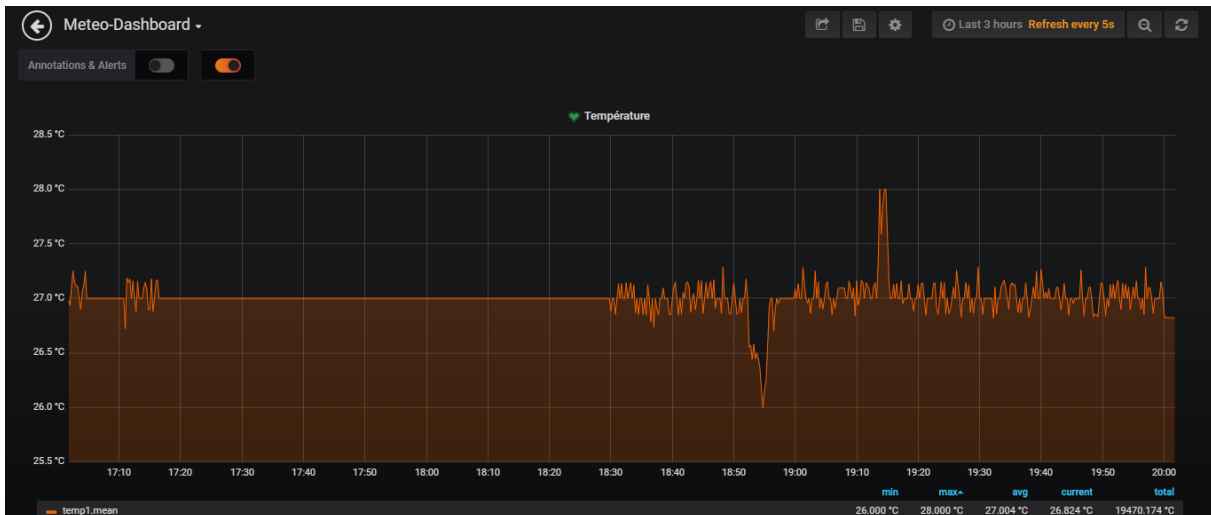 Meteo-Dashboard
Last 3 hours Refresh every 5s
Annotations & Alerts
Température
28.5 °C
28.0 °C
27.5 °C
27.0 °C
26.5 °C
26.0 °C
25.5 °C
17:10 17:20 17:30 17:40 17:50 18:00 18:10 18:20 18:30 18:40 18:50 19:00 19:10 19:20 19:30 19:40 19:50 20:00
min max avg current total
temp1.mean 26.000 °C 28.000 °C 27.004 °C 26.824 °C 19470.174 °C